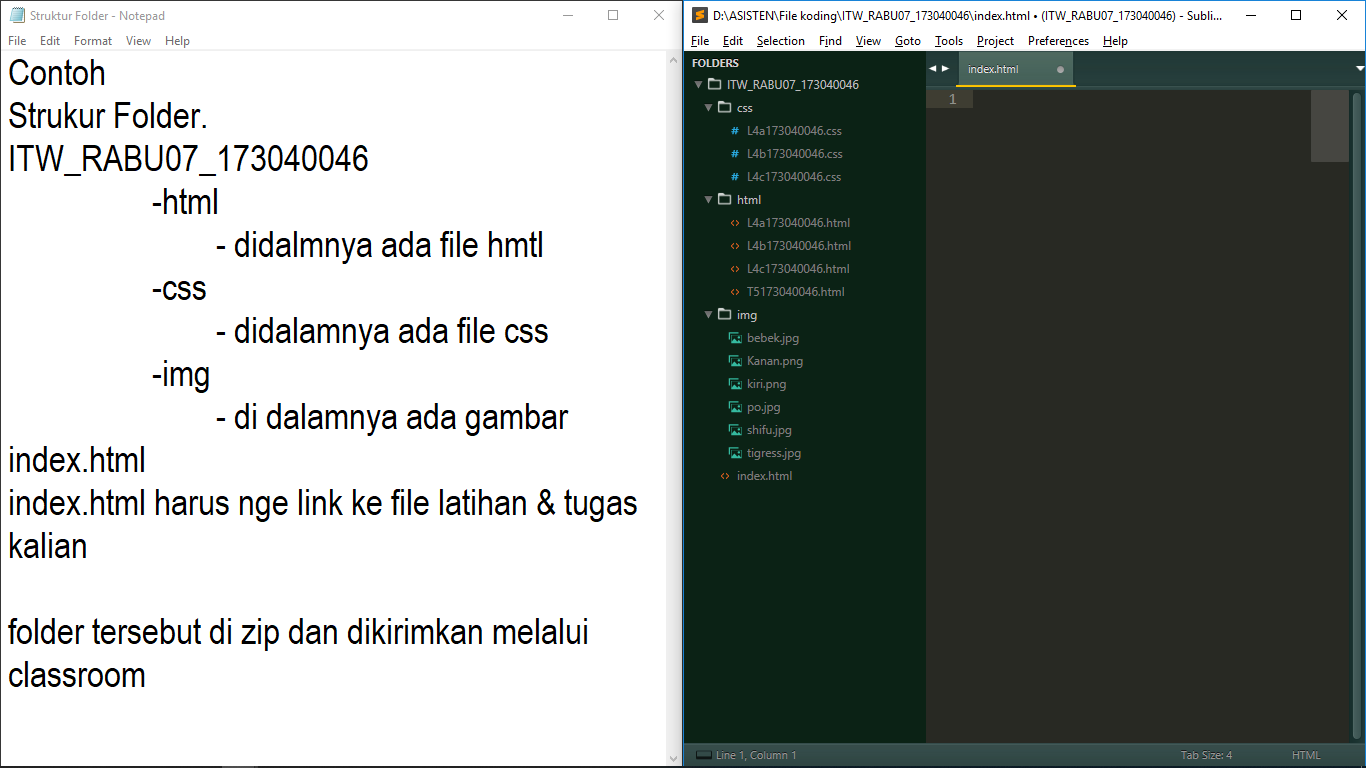 Struktur Folder - Notepad
File Edit Format View Help
Contoh
Strukur Folder.
ITW_RABU07_173040046
-html
- didalmnya ada file hmtl
-css
- didalamnya ada file css
-img
- di dalamnya ada gambar
index.html
index.html harus nge link ke file latihan & tugas
kalian
folder tersebut di zip dan dikirimkan melalui
classroom
D:\ASISTEN\File koding\ITW_RABU07_173040046\index.html • (ITW_RABU07_173040046) - Subli...
File Edit Selection Find View Goto Tools Project Preferences Help
FOLDERS
ITW_RABU07_173040046
css
L4a173040046.css
L4b173040046.css
L4c173040046.css
html
L4a173040046.html
L4b173040046.html
L4c173040046.html
T5173040046.html
img
bebek.jpg
Kanan.png
kiri.png
po.jpg
shifu.jpg
tigress.jpg
index.html
index.html
1
Line 1, Column 1
Tab Size: 4
HTML